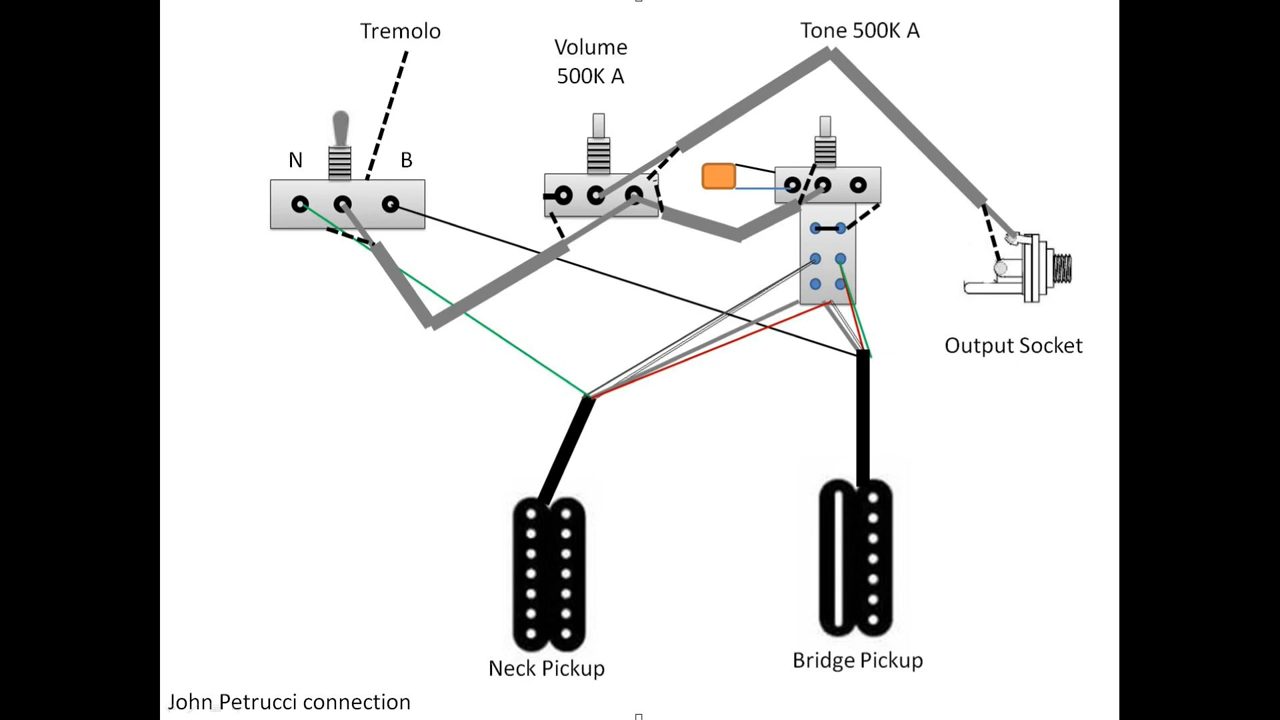 Tremolo
Volume
500K A
Tone 500K A
N
B
Output Socket
Neck Pickup
Bridge Pickup
John Petrucci connection